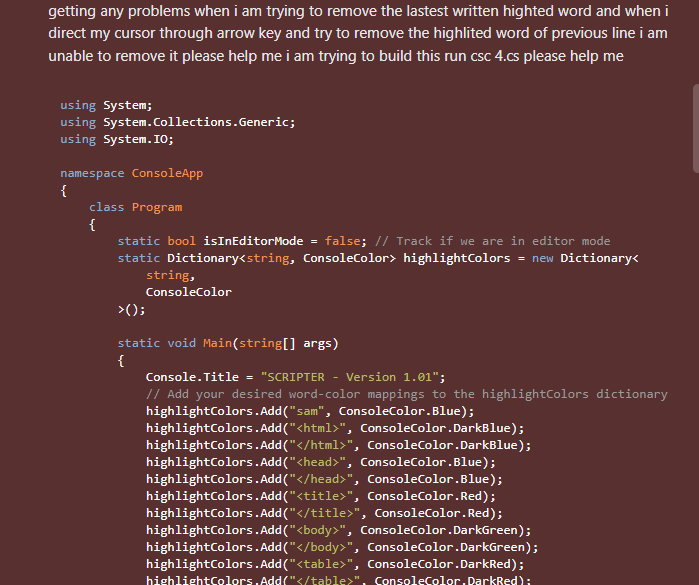 getting any problems when i am trying to remove the lastest written highted word and when i
direct my cursor through arrow key and try to remove the highlited word of previous line i am
unable to remove it please help me i am trying to build this run csc 4.cs please help me
using System;
using System.Collections.Generic;
using System.IO;
namespace ConsoleApp
{
class Program
{
static bool isInEditorMode = false; // Track if we are in editor mode
static Dictionary<string, ConsoleColor> highlightColors = new Dictionary<
string,
ConsoleColor
>();
static void Main(string[] args)
{
Console.Title = "SCRIPTER - Version 1.01";
// Add your desired word-color mappings to the highlightColors dictionary
highlightColors.Add("sam", ConsoleColor.Blue);
highlightColors.Add("<html>", ConsoleColor.DarkBlue);
highlightColors.Add("</html>", ConsoleColor.DarkBlue);
highlightColors.Add("<head>", ConsoleColor.Blue);
highlightColors.Add("</head>", ConsoleColor.Blue);
highlightColors.Add("<title>", ConsoleColor.Red);
highlightColors.Add("</title>", ConsoleColor.Red);
highlightColors.Add("<body>", ConsoleColor.DarkGreen);
highlightColors.Add("</body>", ConsoleColor.DarkGreen);
highlightColors.Add("<table>", ConsoleColor.DarkRed);
highlightColors.Add("</table>", ConsoleColor.DarkRed);